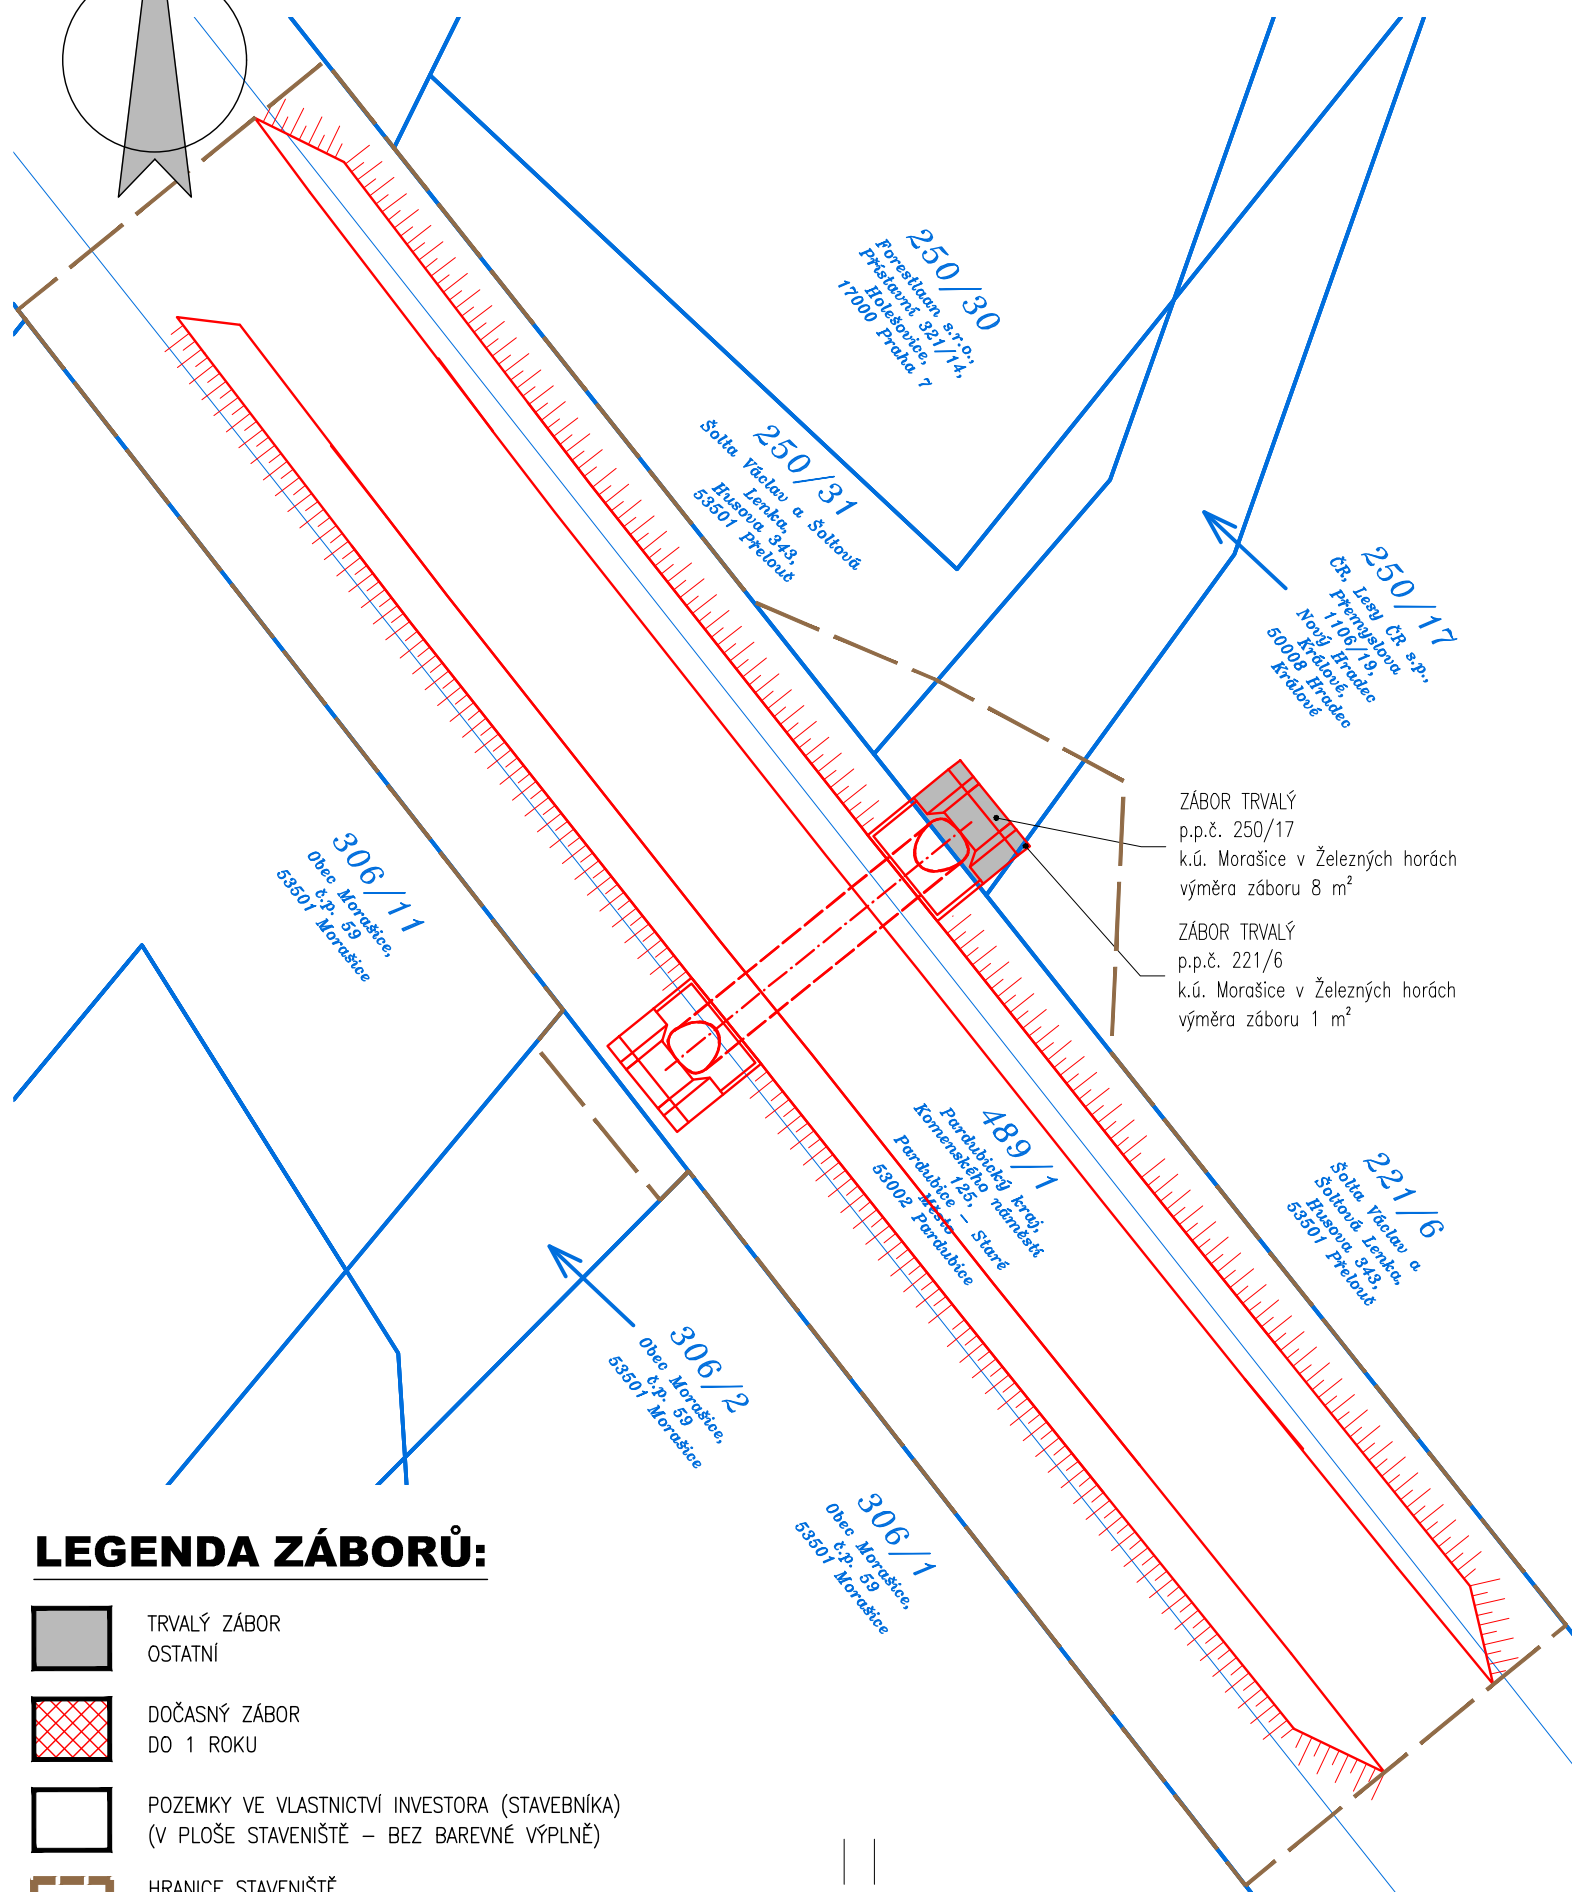 250/30
Forestlaan s.r.o.,
Přístavní 321/14,
Holešovice,
17000 Praha 7
250/31
Šolta Václav a Šoltová
Lenka,
Husova 343,
53501 Přelouč
250/17
ČR, Lesy ČR s.p.,
Přemyslova
1106/19,
Nový Hradec
Králové,
50008 Hradec
Králové
ZÁBOR TRVALÝ
p.p.č. 250/17
k.ú. Morašice v Železných horách
výměra záboru 8 m²
ZÁBOR TRVALÝ
p.p.č. 221/6
k.ú. Morašice v Železných horách
výměra záboru 1 m²
306/11
Obec Morašice,
č.p. 59
53501 Morašice
489/1
Pardubický kraj,
Komenského náměstí
125,
Pardubice – Staré
Město
53002 Pardubice
221/6
Šolta Václav a
Šoltová Lenka,
Husova 343,
53501 Přelouč
306/2
Obec Morašice,
č.p. 59
53501 Morašice
306/1
Obec Morašice,
č.p. 59
53501 Morašice
LEGENDA ZÁBORŮ:
TRVALÝ ZÁBOR
OSTATNÍ
DOČASNÝ ZÁBOR
DO 1 ROKU
POZEMKY VE VLASTNICTVÍ INVESTORA (STAVEBNÍKA)
(V PLOŠE STAVENIŠTĚ – BEZ BAREVNÉ VÝPLNĚ)
HRANICE STAVENIŠTĚ